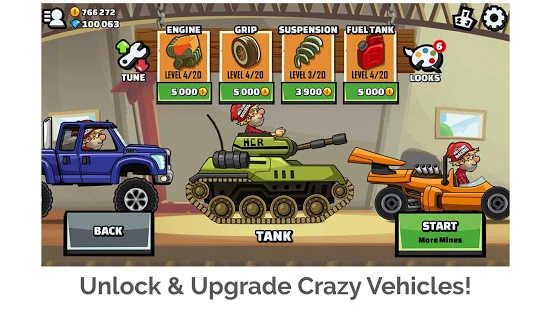 766 272
100 063
ENGINE
GRIP
SUSPENSION
FUEL TANK
6
LEVEL 4/20
LEVEL 4/20
LEVEL 3/20
LEVEL 4/20
TUNE
LOOKS
5 000
5 000
3 900
5 000
HCR
BACK
TANK
START
More Mines
Unlock & Upgrade Crazy Vehicles!